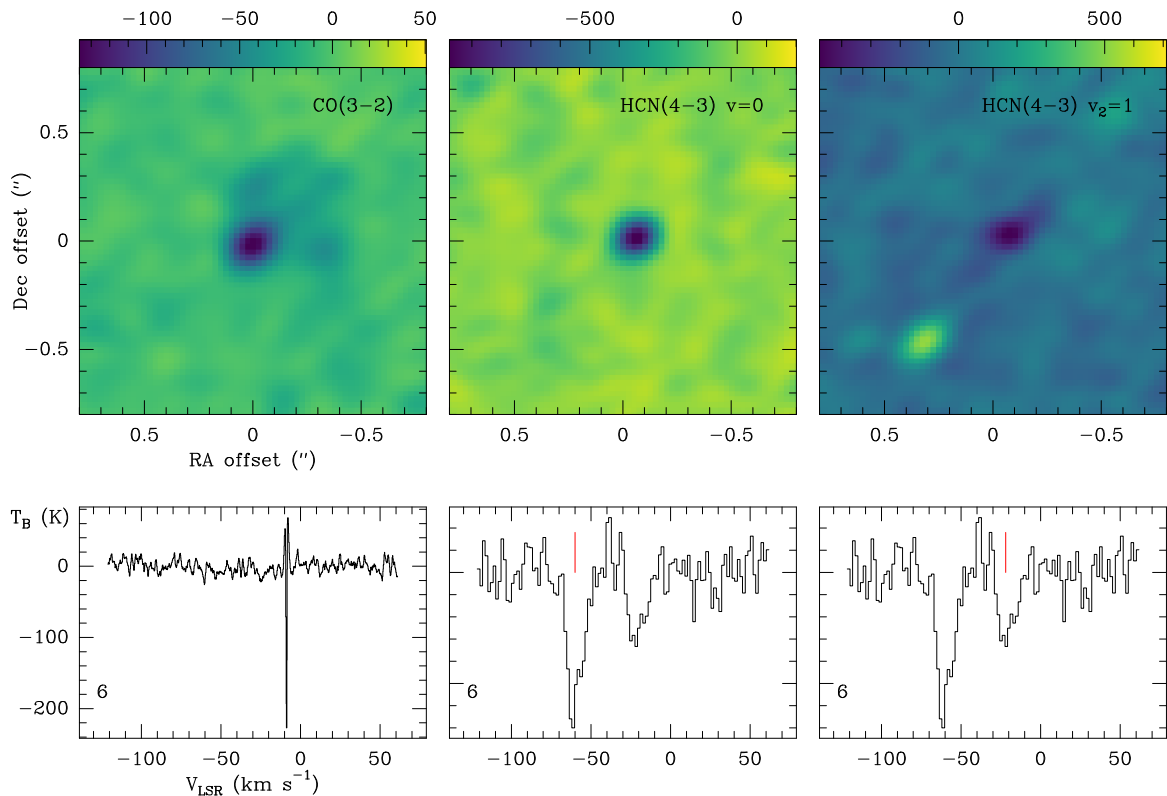 −100 −50 0 50 −500 0 0 500
CO(3−2) HCN(4−3) v=0 HCN(4−3) v₂=1
Dec offset (″)
0.5
0
−0.5
0.5 0 −0.5 0.5 0 −0.5 0.5 0 −0.5
RA offset (″)
T_B (K)
0
−100
−200
6 6 6
−100 −50 0 50 −100 −50 0 50 −100 −50 0 50
V_LSR (km s⁻¹)